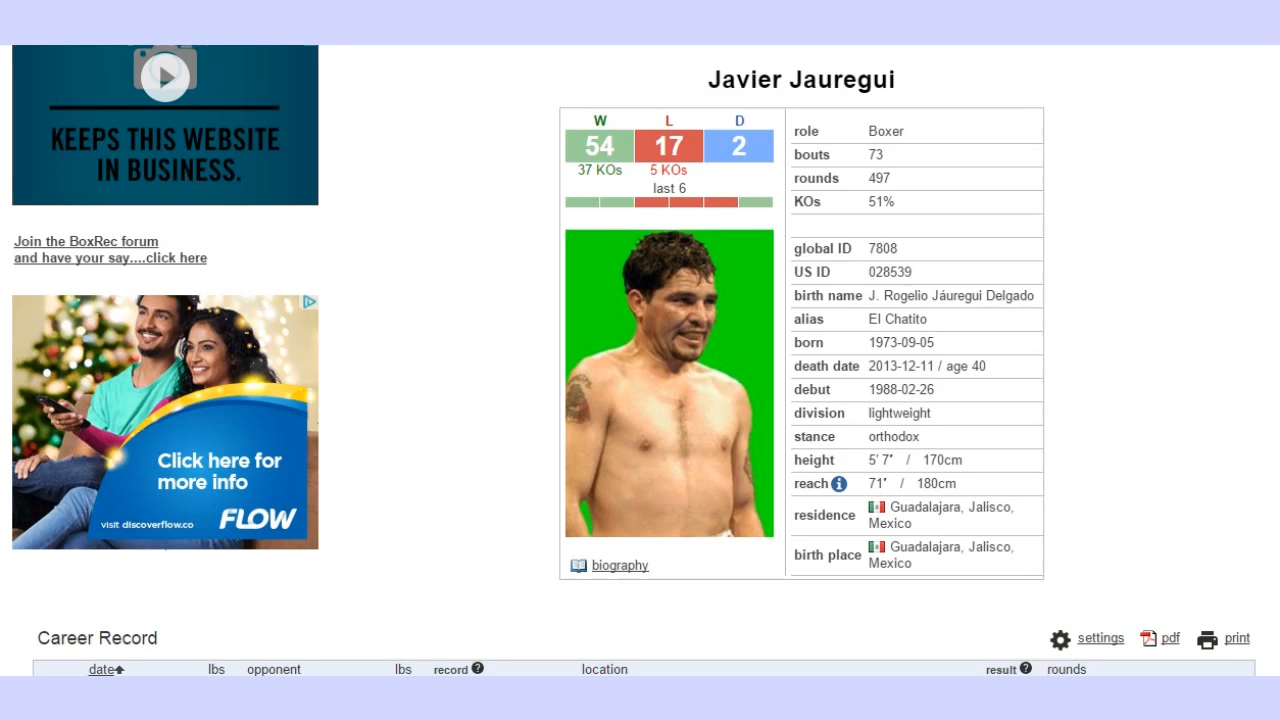 KEEPS THIS WEBSITE
IN BUSINESS.
Join the BoxRec forum
and have your say....click here
Click here for
more info
visit discoverflow.co
FLOW
Javier Jauregui
W L D
54 17 2
37 KOs 5 KOs
last 6
biography
role Boxer
bouts 73
rounds 497
KOs 51%
global ID 7808
US ID 028539
birth name J. Rogelio Jáuregui Delgado
alias El Chatito
born 1973-09-05
death date 2013-12-11 / age 40
debut 1988-02-26
division lightweight
stance orthodox
height 5′ 7″ / 170cm
reach 71″ / 180cm
residence Guadalajara, Jalisco,
Mexico
birth place Guadalajara, Jalisco,
Mexico
Career Record
settings pdf print
date lbs opponent lbs record location result rounds